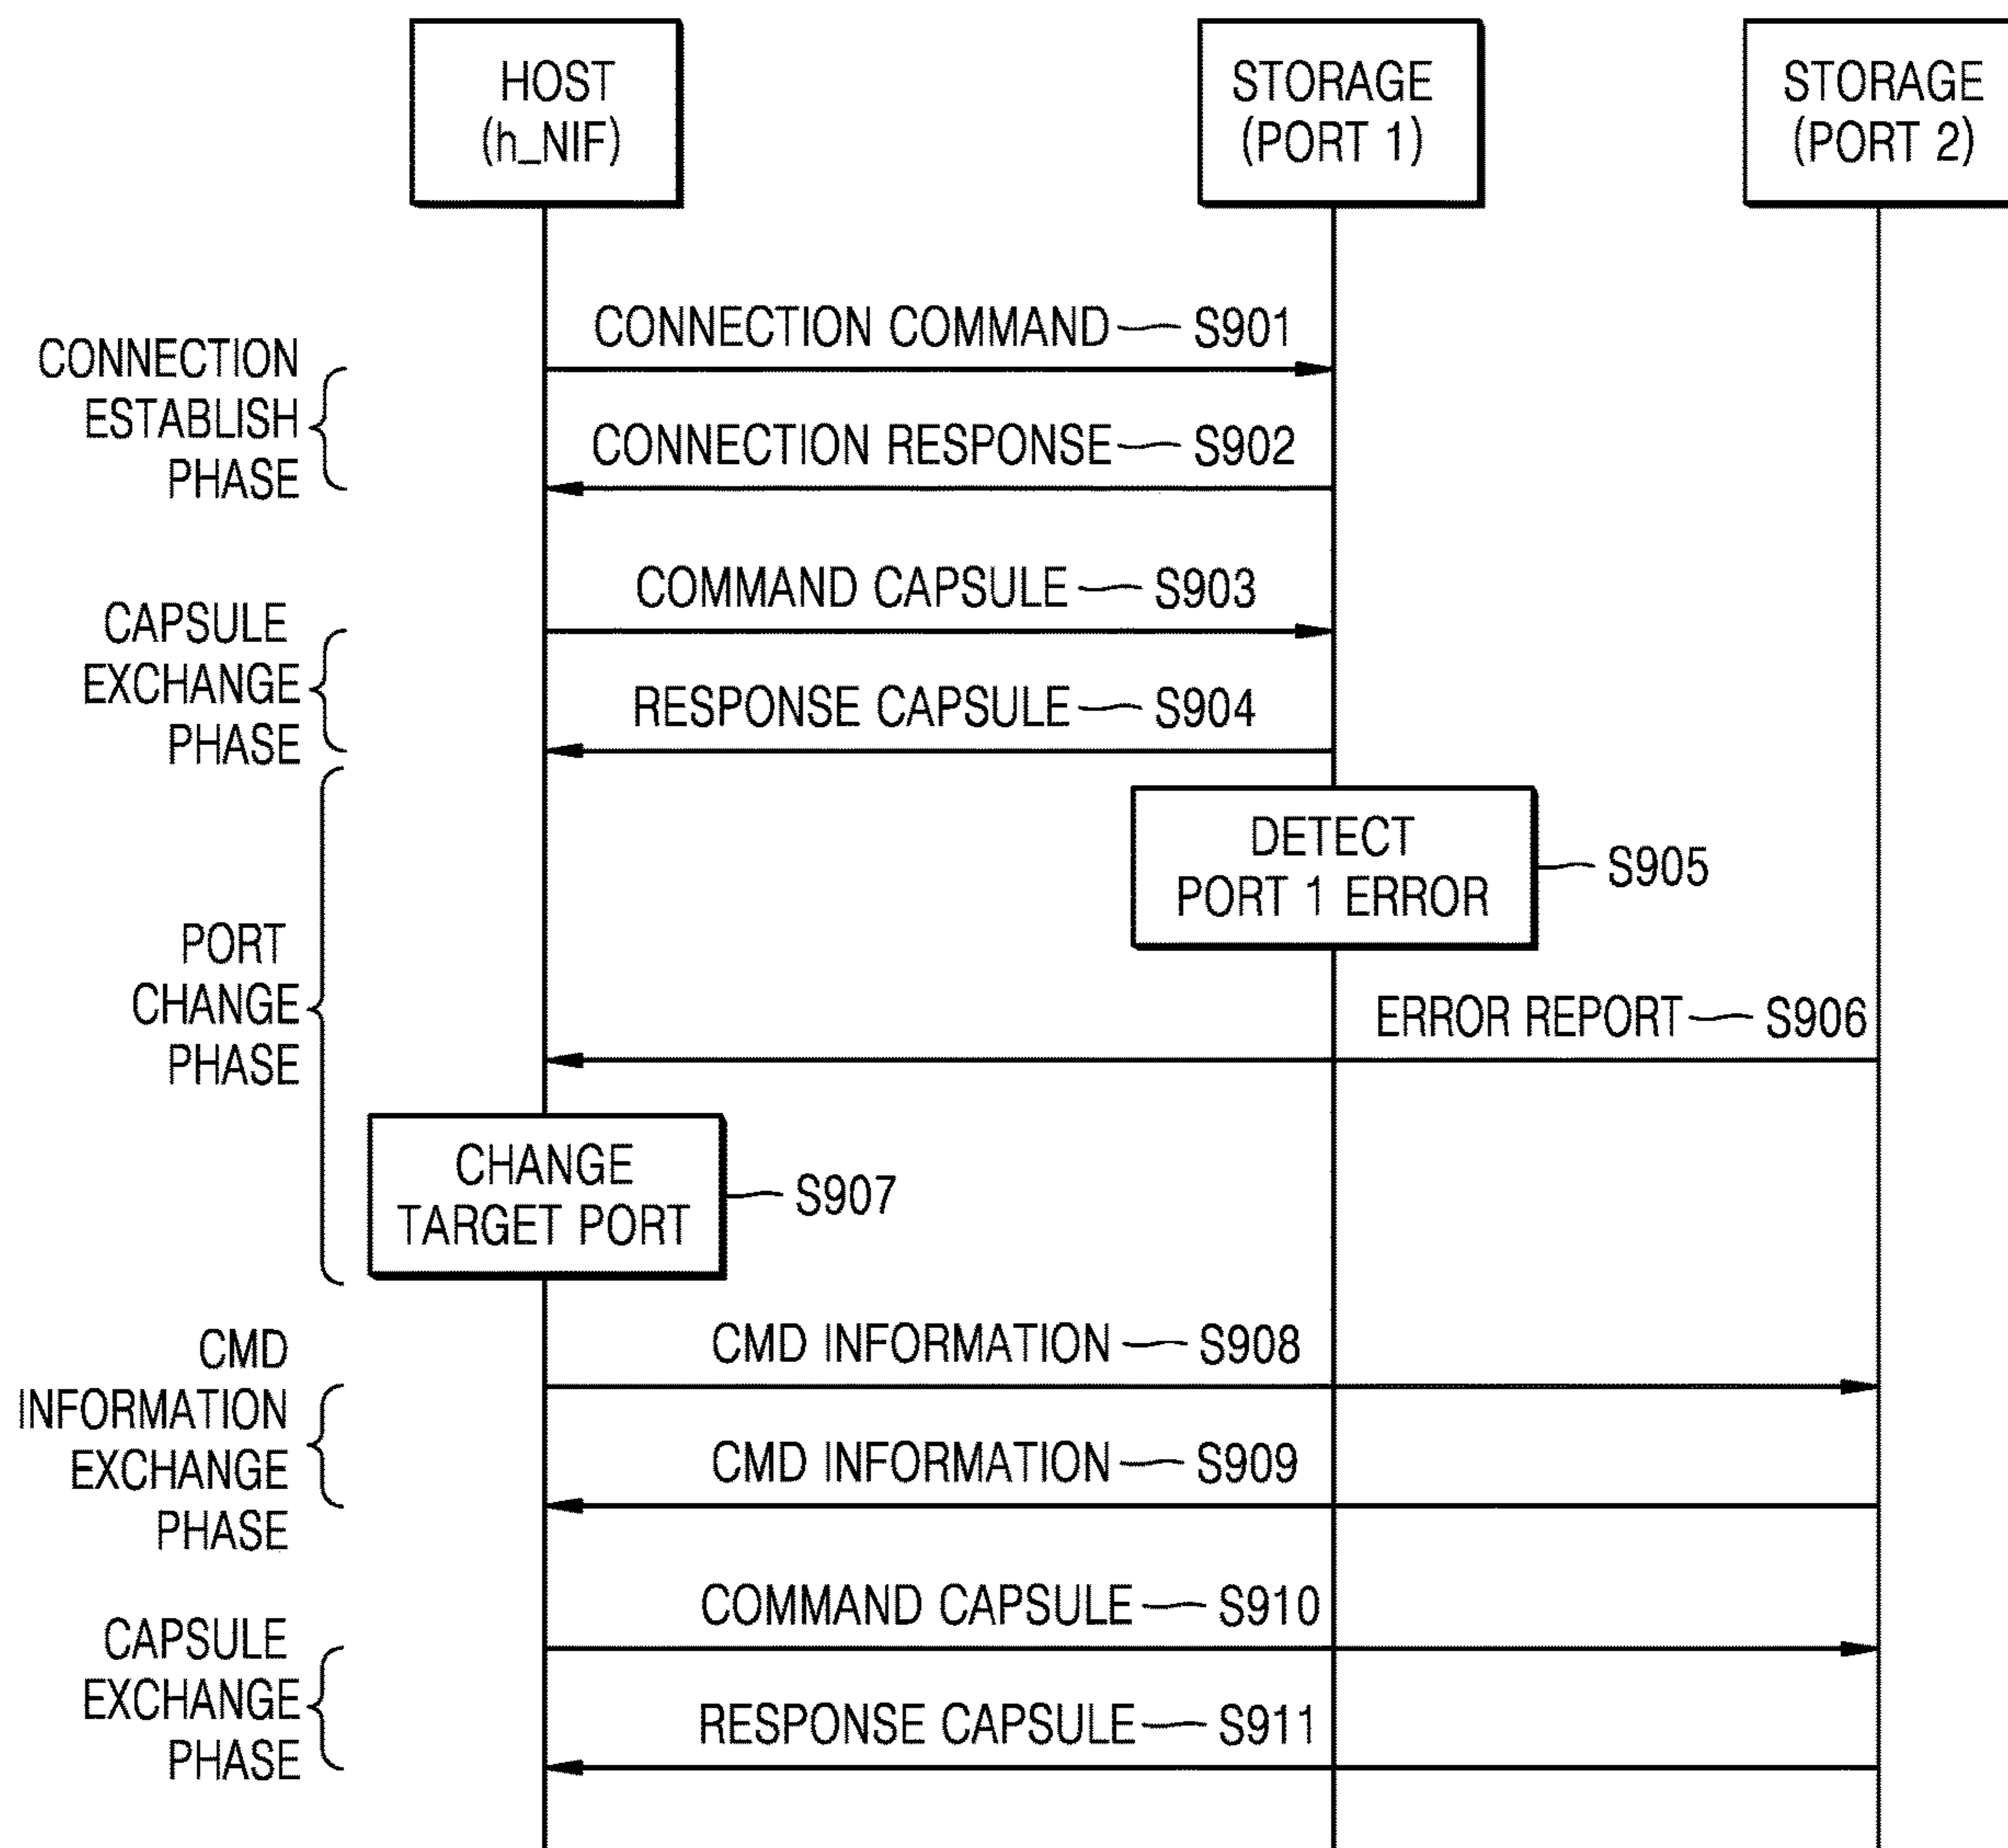 HOST
(h_NIF)
STORAGE
(PORT 1)
STORAGE
(PORT 2)
CONNECTION
ESTABLISH
PHASE
CONNECTION COMMAND S901
CONNECTION RESPONSE S902
CAPSULE
EXCHANGE
PHASE
COMMAND CAPSULE S903
RESPONSE CAPSULE S904
PORT
CHANGE
PHASE
DETECT
PORT 1 ERROR
S905
ERROR REPORT S906
CHANGE
TARGET PORT
S907
CMD
INFORMATION
EXCHANGE
PHASE
CMD INFORMATION S908
CMD INFORMATION S909
CAPSULE
EXCHANGE
PHASE
COMMAND CAPSULE S910
RESPONSE CAPSULE S911